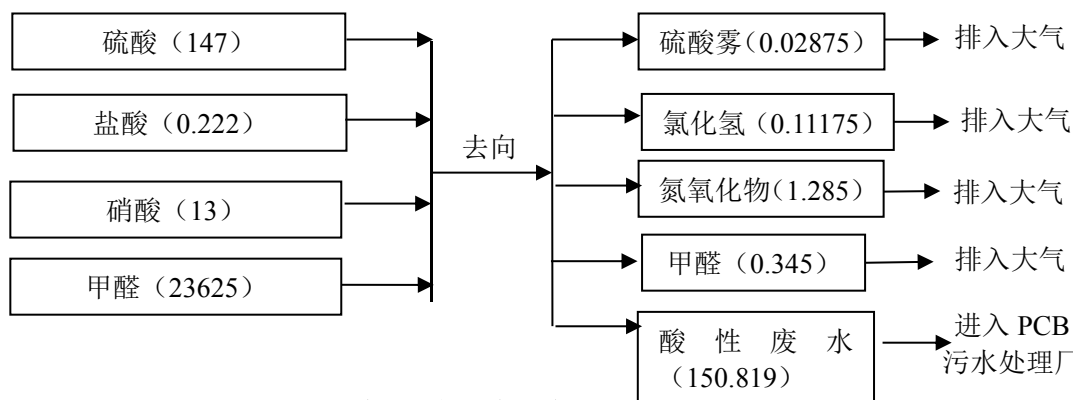 硫酸（147）
盐酸（0.222）
硝酸（13）
甲醛（23625）
去向
硫酸雾（0.02875）
排入大气
氯化氢（0.11175）
排入大气
氮氧化物（1.285）
排入大气
甲醛（0.345）
排入大气
酸性废水
（150.819）
进入 PCB
污水处理厂